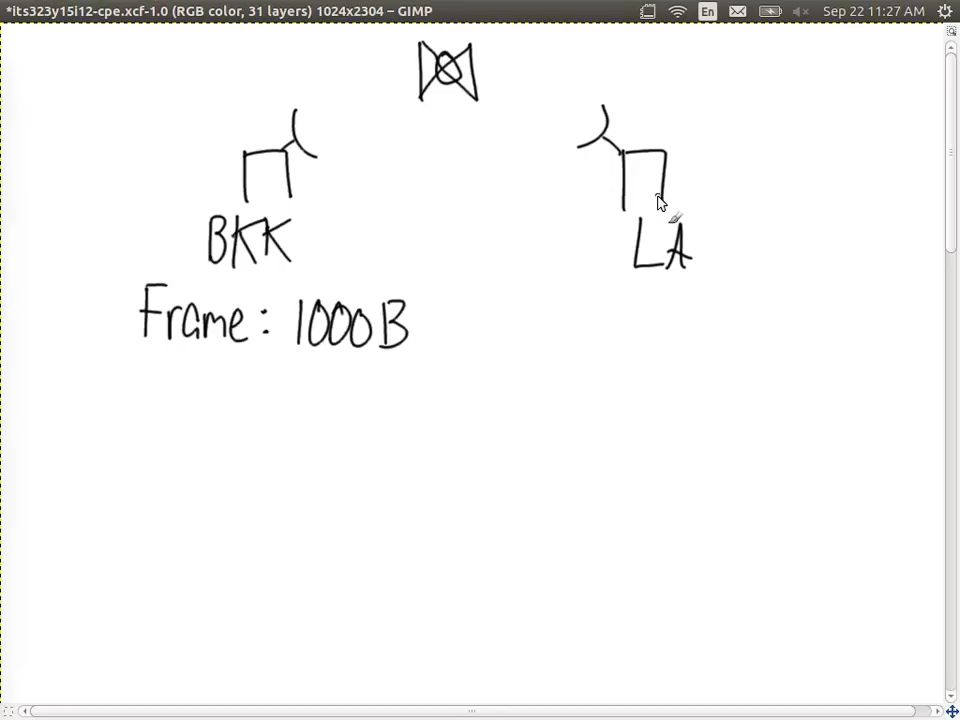 *its323y15i12-cpe.xcf-1.0 (RGB color, 31 layers) 1024x2304 – GIMP En Sep 22 11:27 AM
BKK LA
Frame: 1000B